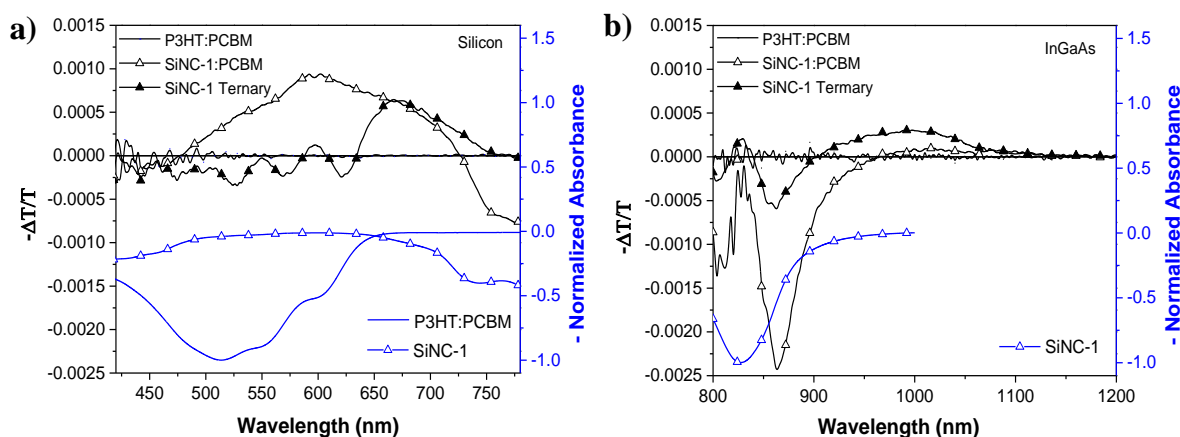 a)
0.0015
0.0010
0.0005
0.0000
-0.0005
-0.0010
-0.0015
-0.0020
-0.0025
-ΔT/T
P3HT:PCBM
SiNC-1:PCBM
SiNC-1 Ternary
Silicon
1.5
1.0
0.5
0.0
-0.5
-1.0
- Normalized Absorbance
P3HT:PCBM
SiNC-1
450 500 550 600 650 700 750
Wavelength (nm)
b)
0.0015
0.0010
0.0005
0.0000
-0.0005
-0.0010
-0.0015
-0.0020
-0.0025
-ΔT/T
P3HT:PCBM
SiNC-1:PCBM
SiNC-1 Ternary
InGaAs
1.5
1.0
0.5
0.0
-0.5
-1.0
- Normalized Absorbance
SiNC-1
800 900 1000 1100 1200
Wavelength (nm)